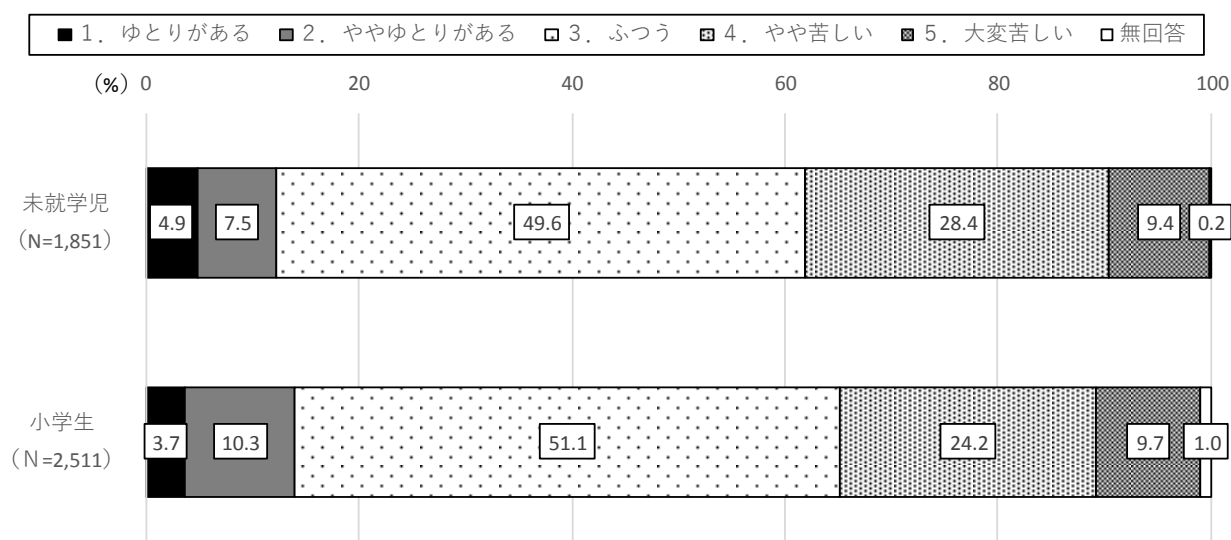 ■1．ゆとりがある ■2．ややゆとりがある □3．ふつう ▩4．やや苦しい ▩5．大変苦しい □無回答
(%) 0 20 40 60 80 100
未就学児
（N=1,851）
4.9 7.5 49.6 28.4 9.4 0.2
小学生
（Ｎ=2,511）
3.7 10.3 51.1 24.2 9.7 1.0